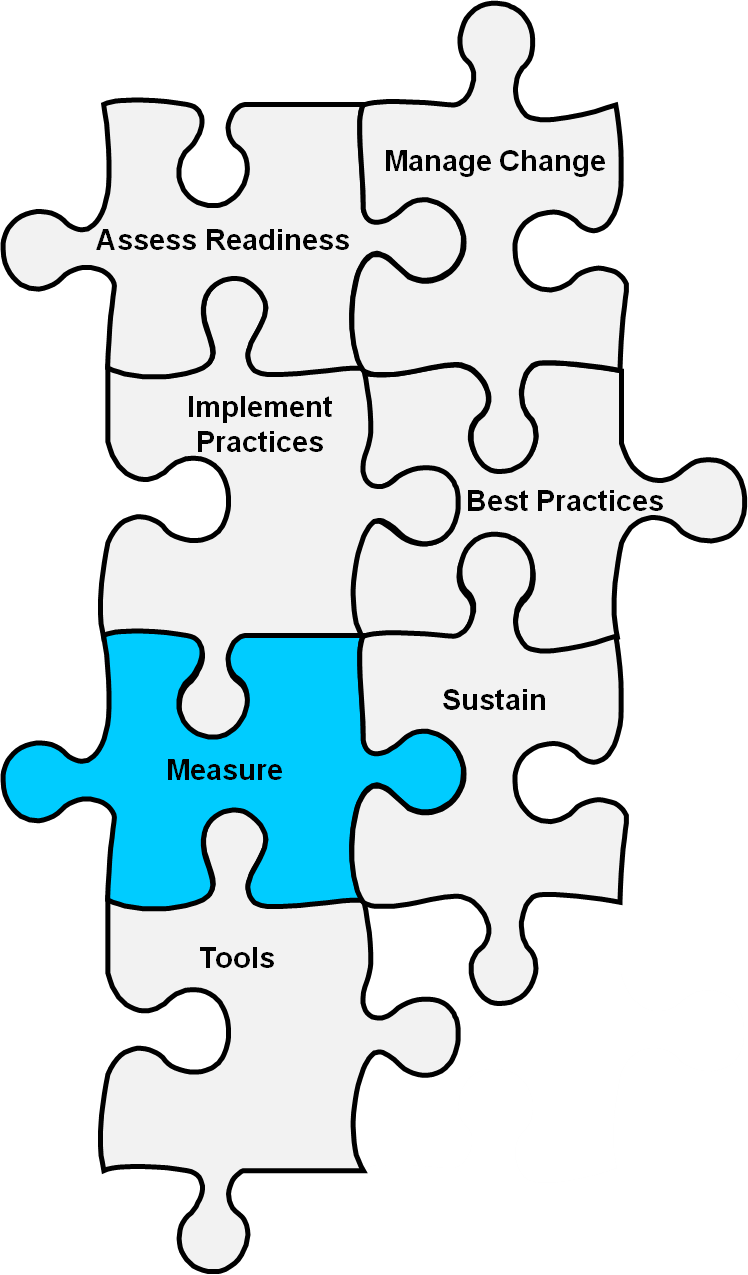 Manage Change
Assess Readiness
Implement
Practices
Best Practices
Sustain
Measure
Tools